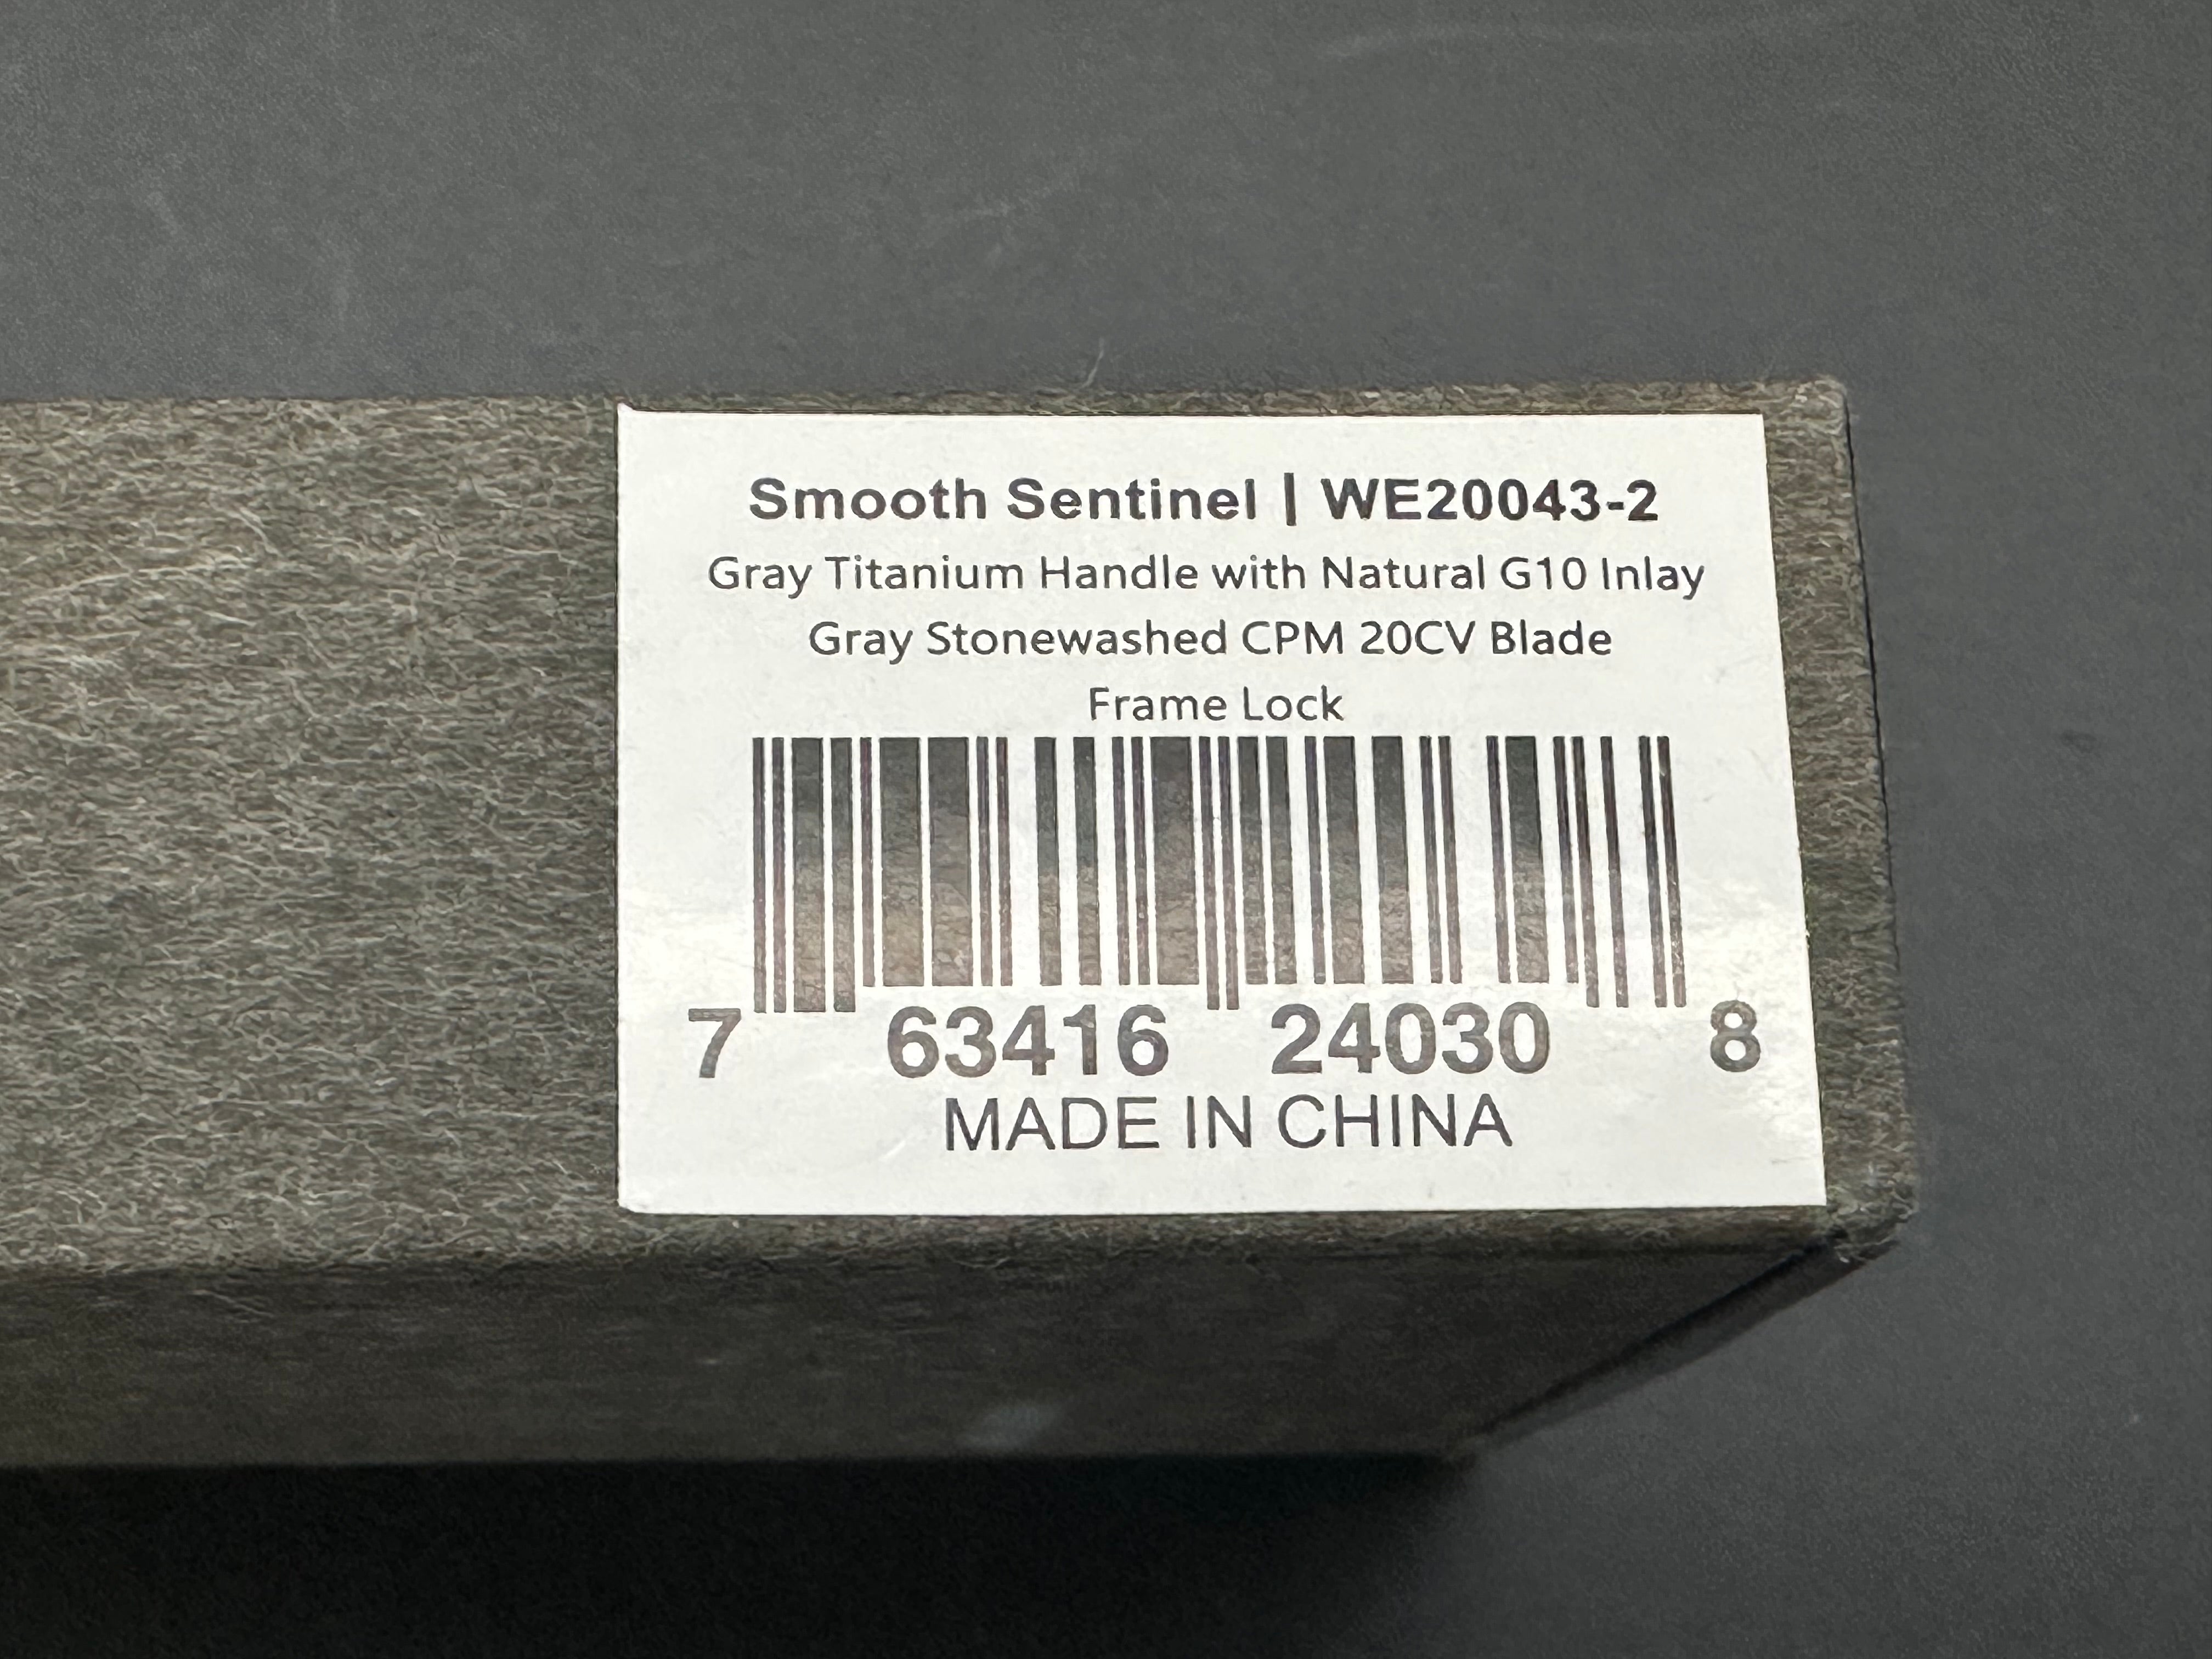 Smooth Sentinel | WE20043-2
Gray Titanium Handle with Natural G10 Inlay
Gray Stonewashed CPM 20CV Blade
Frame Lock
7 63416 24030 8
MADE IN CHINA